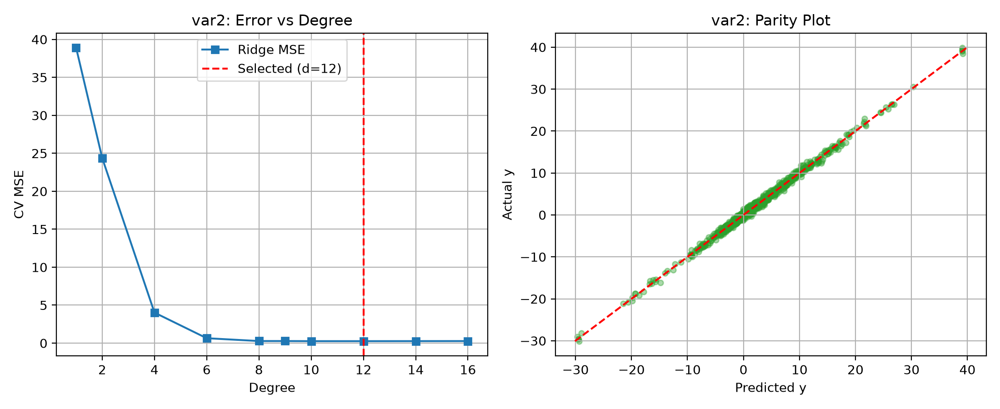 var2: Error vs Degree
40
35
30
25
20
15
10
5
0
CV MSE
Ridge MSE
Selected (d=12)
2 4 6 8 10 12 14 16
Degree
var2: Parity Plot
40
30
20
10
0
−10
−20
−30
Actual y
−30 −20 −10 0 10 20 30 40
Predicted y